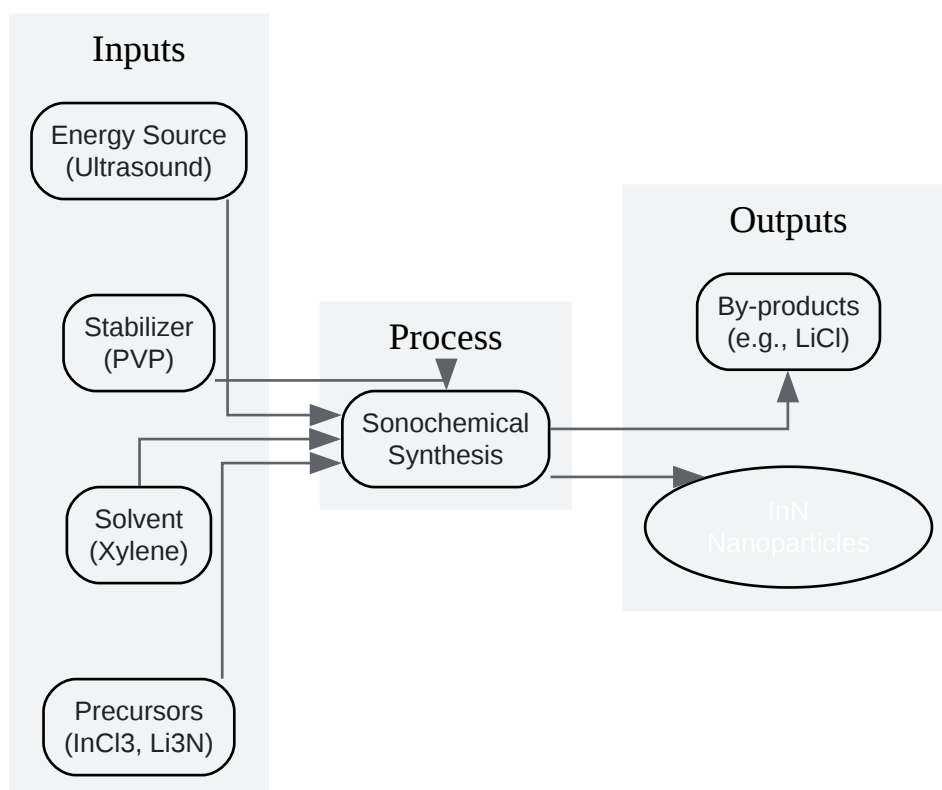 Inputs
Energy Source
(Ultrasound)
Stabilizer
(PVP)
Solvent
(Xylene)
Precursors
(InCl3, Li3N)
Process
Sonochemical
Synthesis
Outputs
By-products
(e.g., LiCl)
InN
Nanoparticles